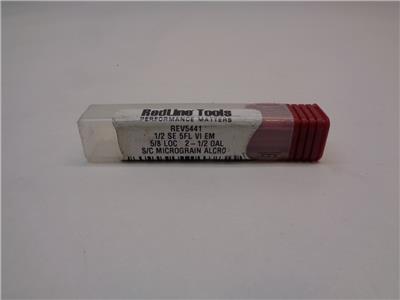 RedLine Tools
PERFORMANCE MATTERS
REV5441
1/2 SE 5FL VI EM
5/8 LOC 2-1/2 OAL
S/C MICROGRAIN ALCRO